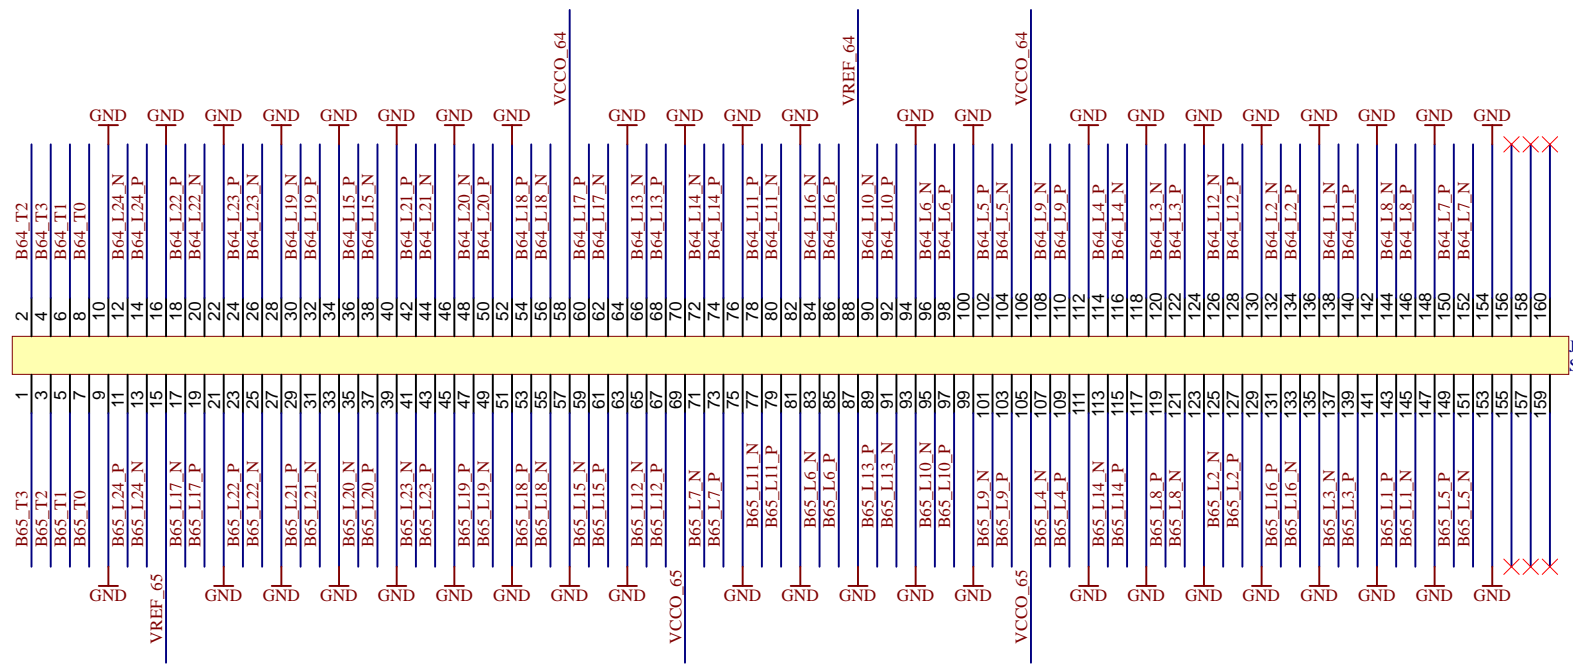 VCCO_64
VREF_64
VCCO_64
GND GND GND GND GND GND GND GND GND GND GND GND GND GND GND GND GND GND GND GND GND GND
B64_T2
B64_T3
B64_T1
B64_T0
B64_L24_N
B64_L24_P
B64_L22_P
B64_L22_N
B64_L23_P
B64_L23_N
B64_L19_N
B64_L19_P
B64_L15_P
B64_L15_N
B64_L21_P
B64_L21_N
B64_L20_N
B64_L20_P
B64_L18_P
B64_L18_N
B64_L17_P
B64_L17_N
B64_L13_N
B64_L13_P
B64_L14_N
B64_L14_P
B64_L11_P
B64_L11_N
B64_L16_N
B64_L16_P
B64_L10_N
B64_L10_P
B64_L6_N
B64_L6_P
B64_L5_P
B64_L5_N
B64_L9_N
B64_L9_P
B64_L4_P
B64_L4_N
B64_L3_N
B64_L3_P
B64_L12_N
B64_L12_P
B64_L2_N
B64_L2_P
B64_L1_N
B64_L1_P
B64_L8_N
B64_L8_P
B64_L7_P
B64_L7_N
2 4 6 8 10 12 14 16 18 20 22 24 26 28 30 32 34 36 38 40 42 44 46 48 50 52 54 56 58 60 62 64 66 68 70 72 74 76 78 80 82 84 86 88 90 92 94 96 98 100 102 104 106 108 110 112 114 116 118 120 122 124 126 128 130 132 134 136 138 140 142 144 146 148 150 152 154 156 158 160
1 3 5 7 9 11 13 15 17 19 21 23 25 27 29 31 33 35 37 39 41 43 45 47 49 51 53 55 57 59 61 63 65 67 69 71 73 75 77 79 81 83 85 87 89 91 93 95 97 99 101 103 105 107 109 111 113 115 117 119 121 123 125 127 129 131 133 135 137 139 141 143 145 147 149 151 153 155 157 159
B65_T3
B65_T2
B65_T1
B65_T0
B65_L24_P
B65_L24_N
B65_L17_N
B65_L17_P
B65_L22_P
B65_L22_N
B65_L21_P
B65_L21_N
B65_L20_N
B65_L20_P
B65_L23_N
B65_L23_P
B65_L19_P
B65_L19_N
B65_L18_P
B65_L18_N
B65_L15_N
B65_L15_P
B65_L12_N
B65_L12_P
B65_L7_N
B65_L7_P
B65_L11_N
B65_L11_P
B65_L6_N
B65_L6_P
B65_L13_P
B65_L13_N
B65_L10_N
B65_L10_P
B65_L9_N
B65_L9_P
B65_L4_N
B65_L4_P
B65_L14_N
B65_L14_P
B65_L8_P
B65_L8_N
B65_L2_N
B65_L2_P
B65_L16_P
B65_L16_N
B65_L3_N
B65_L3_P
B65_L1_P
B65_L1_N
B65_L5_P
B65_L5_N
GND GND GND GND GND GND GND GND GND GND GND GND GND GND GND GND GND GND GND GND GND GND
VREF_65
VCCO_65
VCCO_65